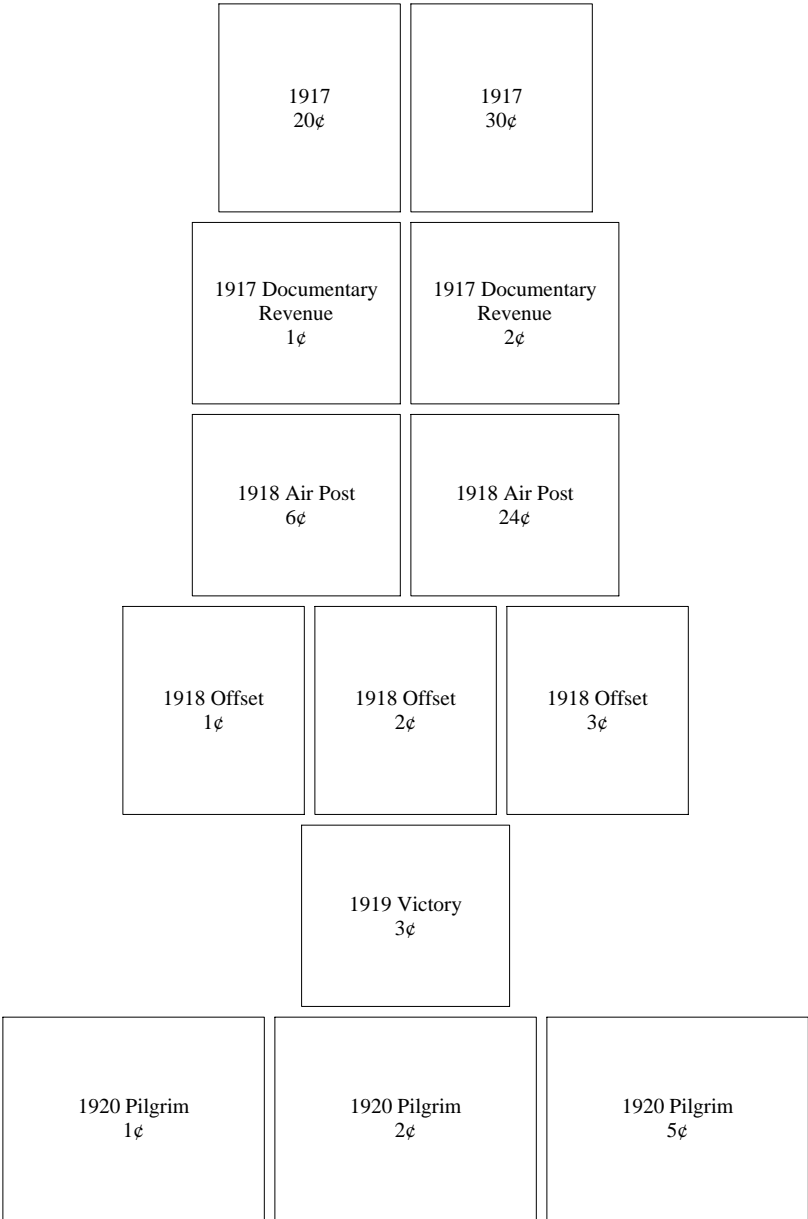 1917
20¢
1917
30¢
1917 Documentary
Revenue
1¢
1917 Documentary
Revenue
2¢
1918 Air Post
6¢
1918 Air Post
24¢
1918 Offset
1¢
1918 Offset
2¢
1918 Offset
3¢
1919 Victory
3¢
1920 Pilgrim
1¢
1920 Pilgrim
2¢
1920 Pilgrim
5¢